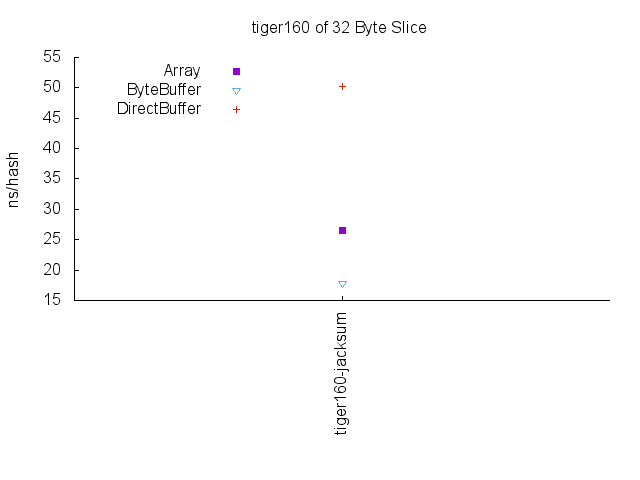 tiger160 of 32 Byte Slice
55
50
45
40
35
30
25
20
15
ns/hash
Array
ByteBuffer
DirectBuffer
tiger160-jacksum